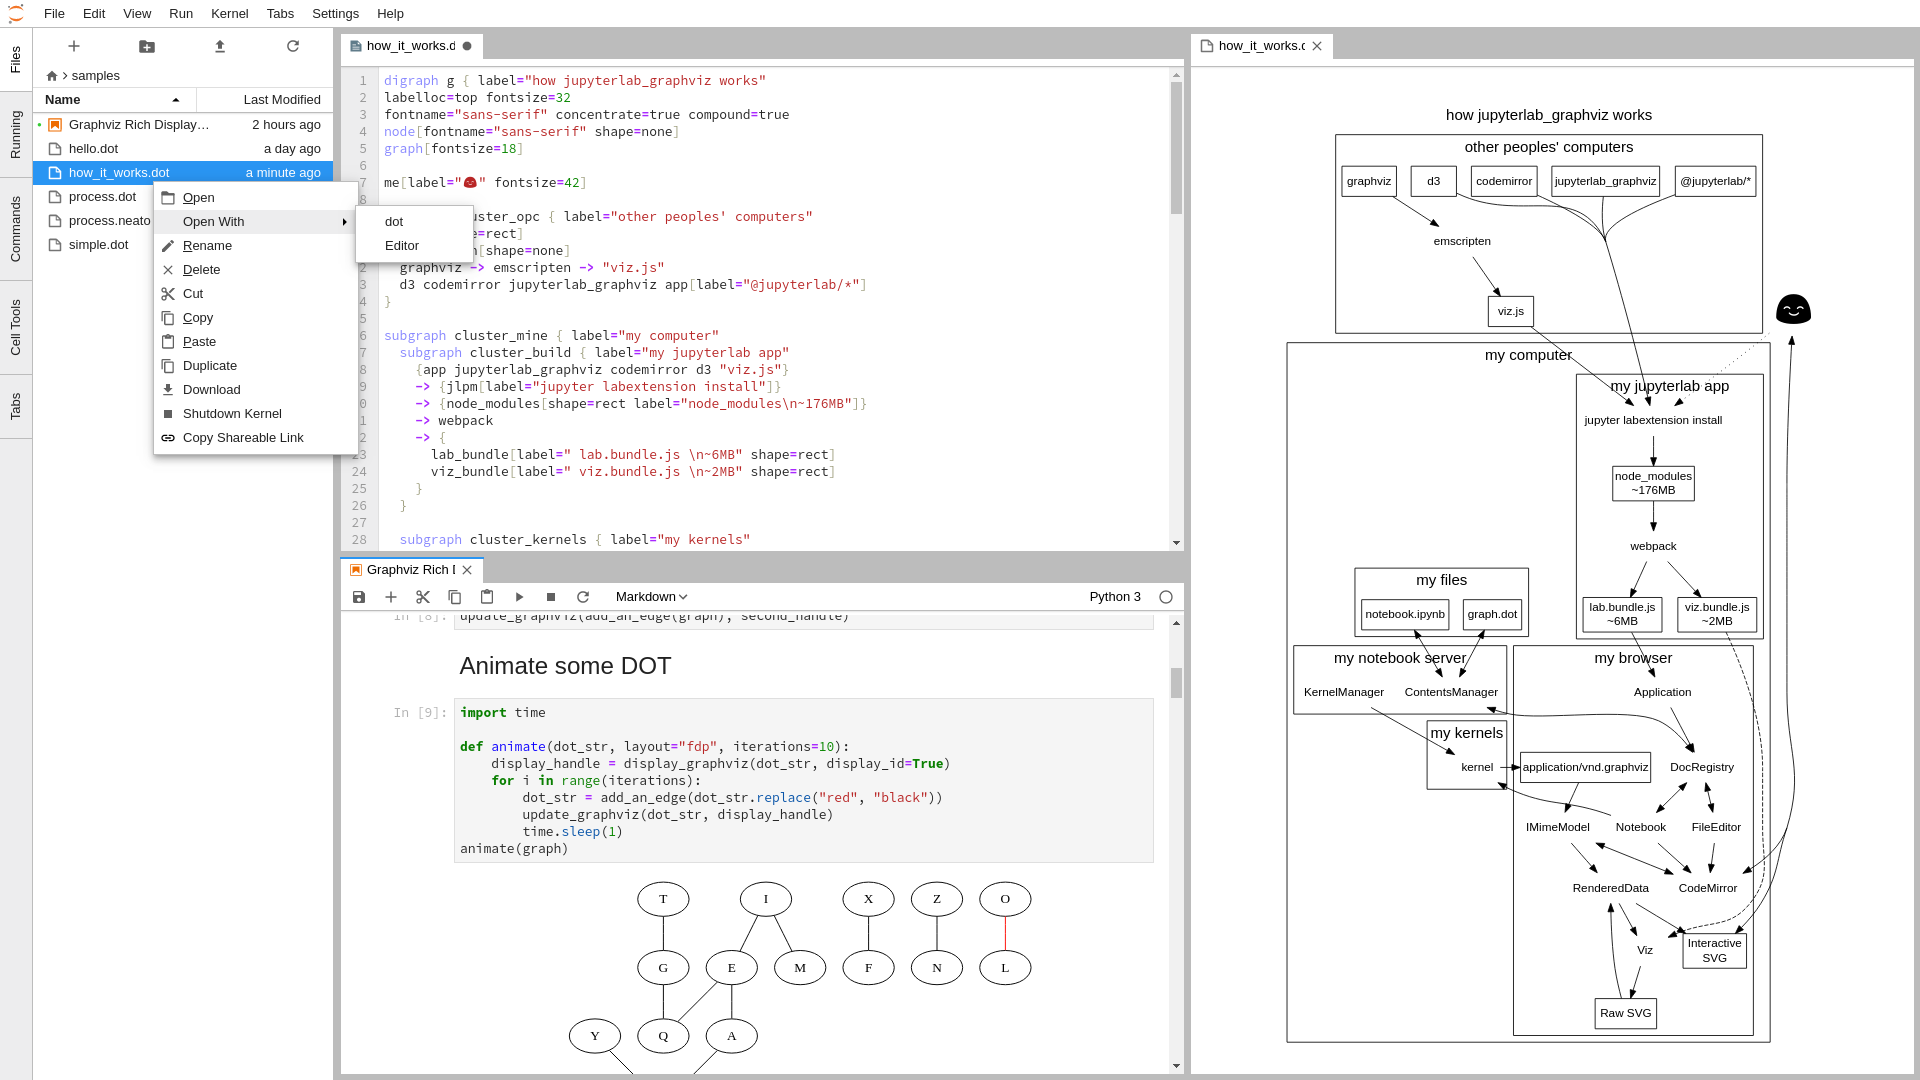 File Edit View Run Kernel Tabs Settings Help
Files
Running
Commands
Cell Tools
Tabs
samples
Name Last Modified
Graphviz Rich Display… 2 hours ago
hello.dot a day ago
how_it_works.dot a minute ago
process.dot
process.neato
simple.dot
Open
Open With
Rename
Delete
Cut
Copy
Paste
Duplicate
Download
Shutdown Kernel
Copy Shareable Link
dot
Editor
how_it_works.d
1 digraph g { label="how jupyterlab_graphviz works"
2 labelloc=top fontsize=32
3 fontname="sans-serif" concentrate=true compound=true
4 node[fontname="sans-serif" shape=none]
5 graph[fontsize=18]
6
7 me[label="" fontsize=42]
8
uster_opc { label="other peoples' computers"
=rect]
[shape=none]
2 graphviz -> emscripten -> "viz.js"
3 d3 codemirror jupyterlab_graphviz app[label="@jupyterlab/*"]
4 }
5
6 subgraph cluster_mine { label="my computer"
7 subgraph cluster_build { label="my jupyterlab app"
8 {app jupyterlab_graphviz codemirror d3 "viz.js"}
9 -> {jlpm[label="jupyter labextension install"]}
0 -> {node_modules[shape=rect label="node_modules\n~176MB"]}
1 -> webpack
2 -> {
23 lab_bundle[label=" lab.bundle.js \n~6MB" shape=rect]
24 viz_bundle[label=" viz.bundle.js \n~2MB" shape=rect]
25 }
26 }
27
28 subgraph cluster_kernels { label="my kernels"
Graphviz Rich D
Markdown Python 3
In [8]: update_graphviz(add_an_edge(graph), second_handle)
Animate some DOT
In [9]: import time
def animate(dot_str, layout="fdp", iterations=10):
display_handle = display_graphviz(dot_str, display_id=True)
for i in range(iterations):
dot_str = add_an_edge(dot_str.replace("red", "black"))
update_graphviz(dot_str, display_handle)
time.sleep(1)
animate(graph)
T I X Z O
G E M F N L
Y Q A
how_it_works.c
how jupyterlab_graphviz works
other peoples' computers
graphviz d3 codemirror jupyterlab_graphviz @jupyterlab/*
emscripten
viz.js
my computer
my jupyterlab app
jupyter labextension install
node_modules
~176MB
webpack
lab.bundle.js
~6MB
viz.bundle.js
~2MB
my files
notebook.ipynb graph.dot
my notebook server
KernelManager ContentsManager
my browser
Application
my kernels
kernel
application/vnd.graphviz DocRegistry
IMimeModel Notebook FileEditor
RenderedData CodeMirror
Viz
Interactive
SVG
Raw SVG